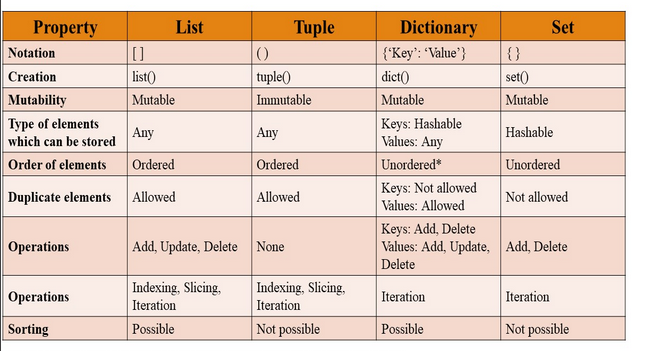 Property List Tuple Dictionary Set
Notation [ ] ( ) {‘Key’: ‘Value’} { }
Creation list() tuple() dict() set()
Mutability Mutable Immutable Mutable Mutable
Type of elements
which can be stored
Any
Any
Keys: Hashable
Values: Any
Hashable
Order of elements Ordered Ordered Unordered* Unordered
Duplicate elements
Allowed
Allowed
Keys: Not allowed
Values: Allowed
Not allowed
Operations
Add, Update, Delete
None
Keys: Add, Delete
Values: Add, Update,
Delete
Add, Delete
Operations
Indexing, Slicing,
Iteration
Indexing, Slicing,
Iteration
Iteration
Iteration
Sorting Possible Not possible Possible Not possible